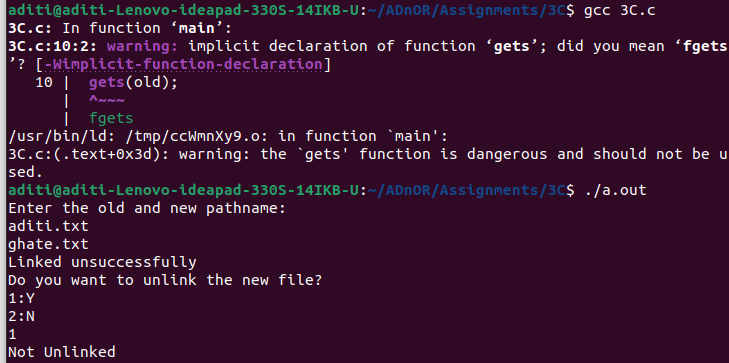 aditi@aditi-Lenovo-ideapad-330S-14IKB-U:~/ADnOR/Assignments/3C$ gcc 3C.c
3C.c: In function ‘main’:
3C.c:10:2: warning: implicit declaration of function ‘gets’; did you mean ‘fgets
’? [-Wimplicit-function-declaration]
   10 |  gets(old);
      |  ^~~~
      |  fgets
/usr/bin/ld: /tmp/ccWmnXy9.o: in function `main':
3C.c:(.text+0x3d): warning: the `gets' function is dangerous and should not be u
sed.
aditi@aditi-Lenovo-ideapad-330S-14IKB-U:~/ADnOR/Assignments/3C$ ./a.out
Enter the old and new pathname:
aditi.txt
ghate.txt
Linked unsuccessfully
Do you want to unlink the new file?
1:Y
2:N
1
Not Unlinked